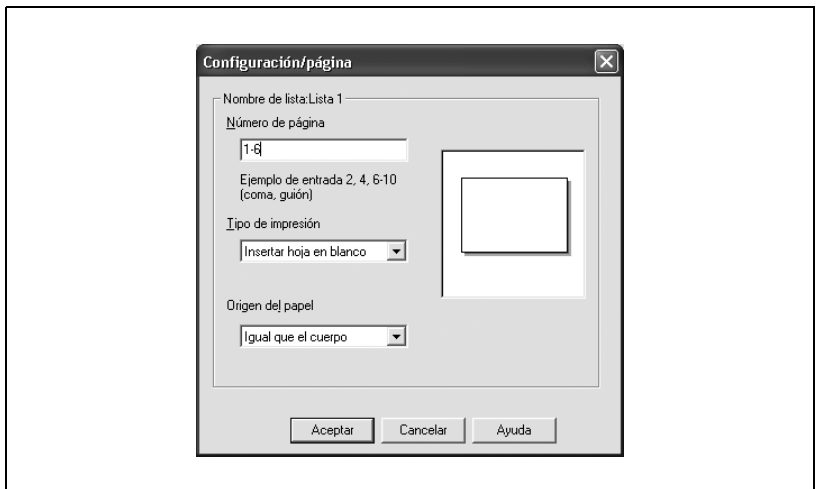 Configuración/página
Nombre de lista:Lista 1
Número de página
1-6
Ejemplo de entrada 2, 4, 6-10
(coma, guión)
Tipo de impresión
Insertar hoja en blanco
Origen del papel
Igual que el cuerpo
Aceptar
Cancelar
Ayuda